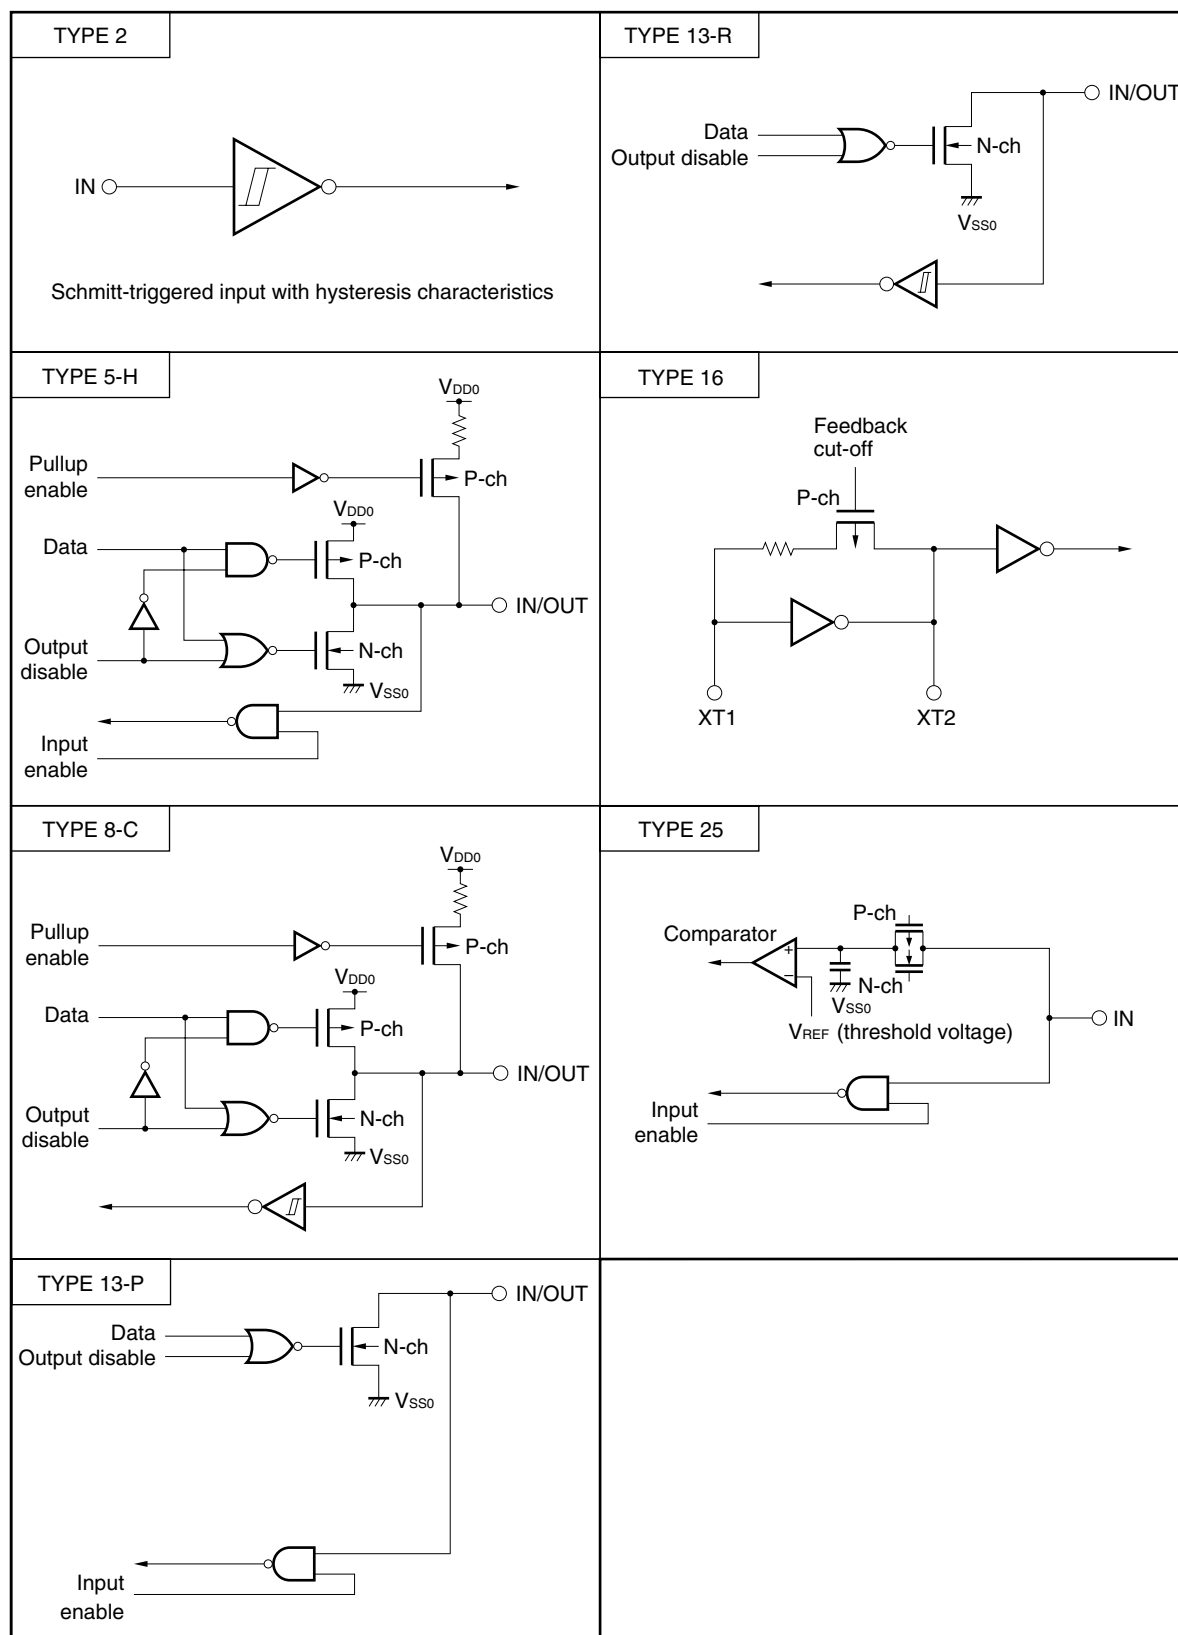 TYPE 2
IN
Schmitt-triggered input with hysteresis characteristics
TYPE 13-R
Data
Output disable
IN/OUT
N-ch
VSS0
TYPE 5-H
VDD0
Pullup
enable
P-ch
VDD0
Data
P-ch
IN/OUT
Output
disable
N-ch
VSS0
Input
enable
TYPE 16
Feedback
cut-off
P-ch
XT1
XT2
TYPE 8-C
VDD0
Pullup
enable
P-ch
VDD0
Data
P-ch
IN/OUT
Output
disable
N-ch
VSS0
TYPE 25
P-ch
Comparator
+
−
N-ch
VSS0
VREF (threshold voltage)
IN
Input
enable
TYPE 13-P
IN/OUT
Data
Output disable
N-ch
VSS0
Input
enable